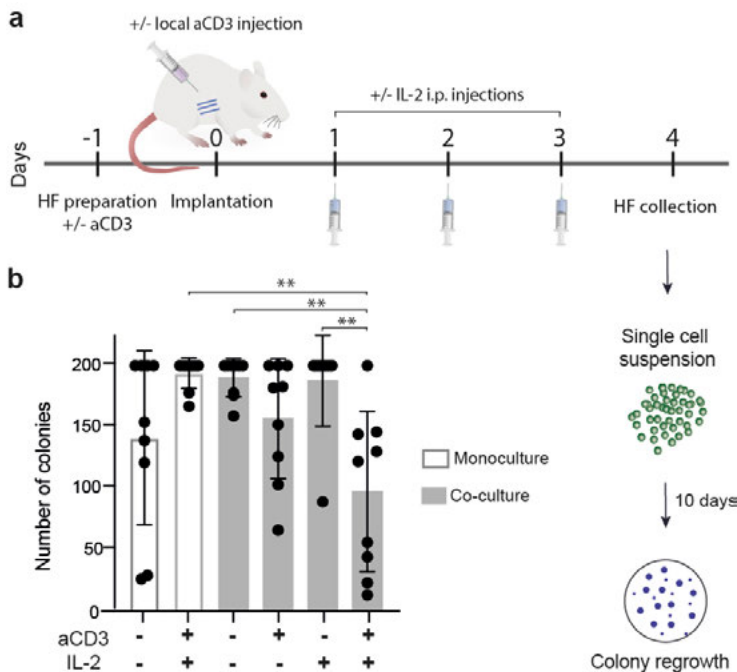 a
+/- local aCD3 injection
+/- IL-2 i.p. injections
Days
-1 0 1 2 3 4
HF preparation
+/- aCD3
Implantation
HF collection
b
**
**
**
Number of colonies
200
150
100
50
0
Monoculture
Co-culture
aCD3 - + - + - +
IL-2 - + - - + +
Single cell
suspension
10 days
Colony regrowth